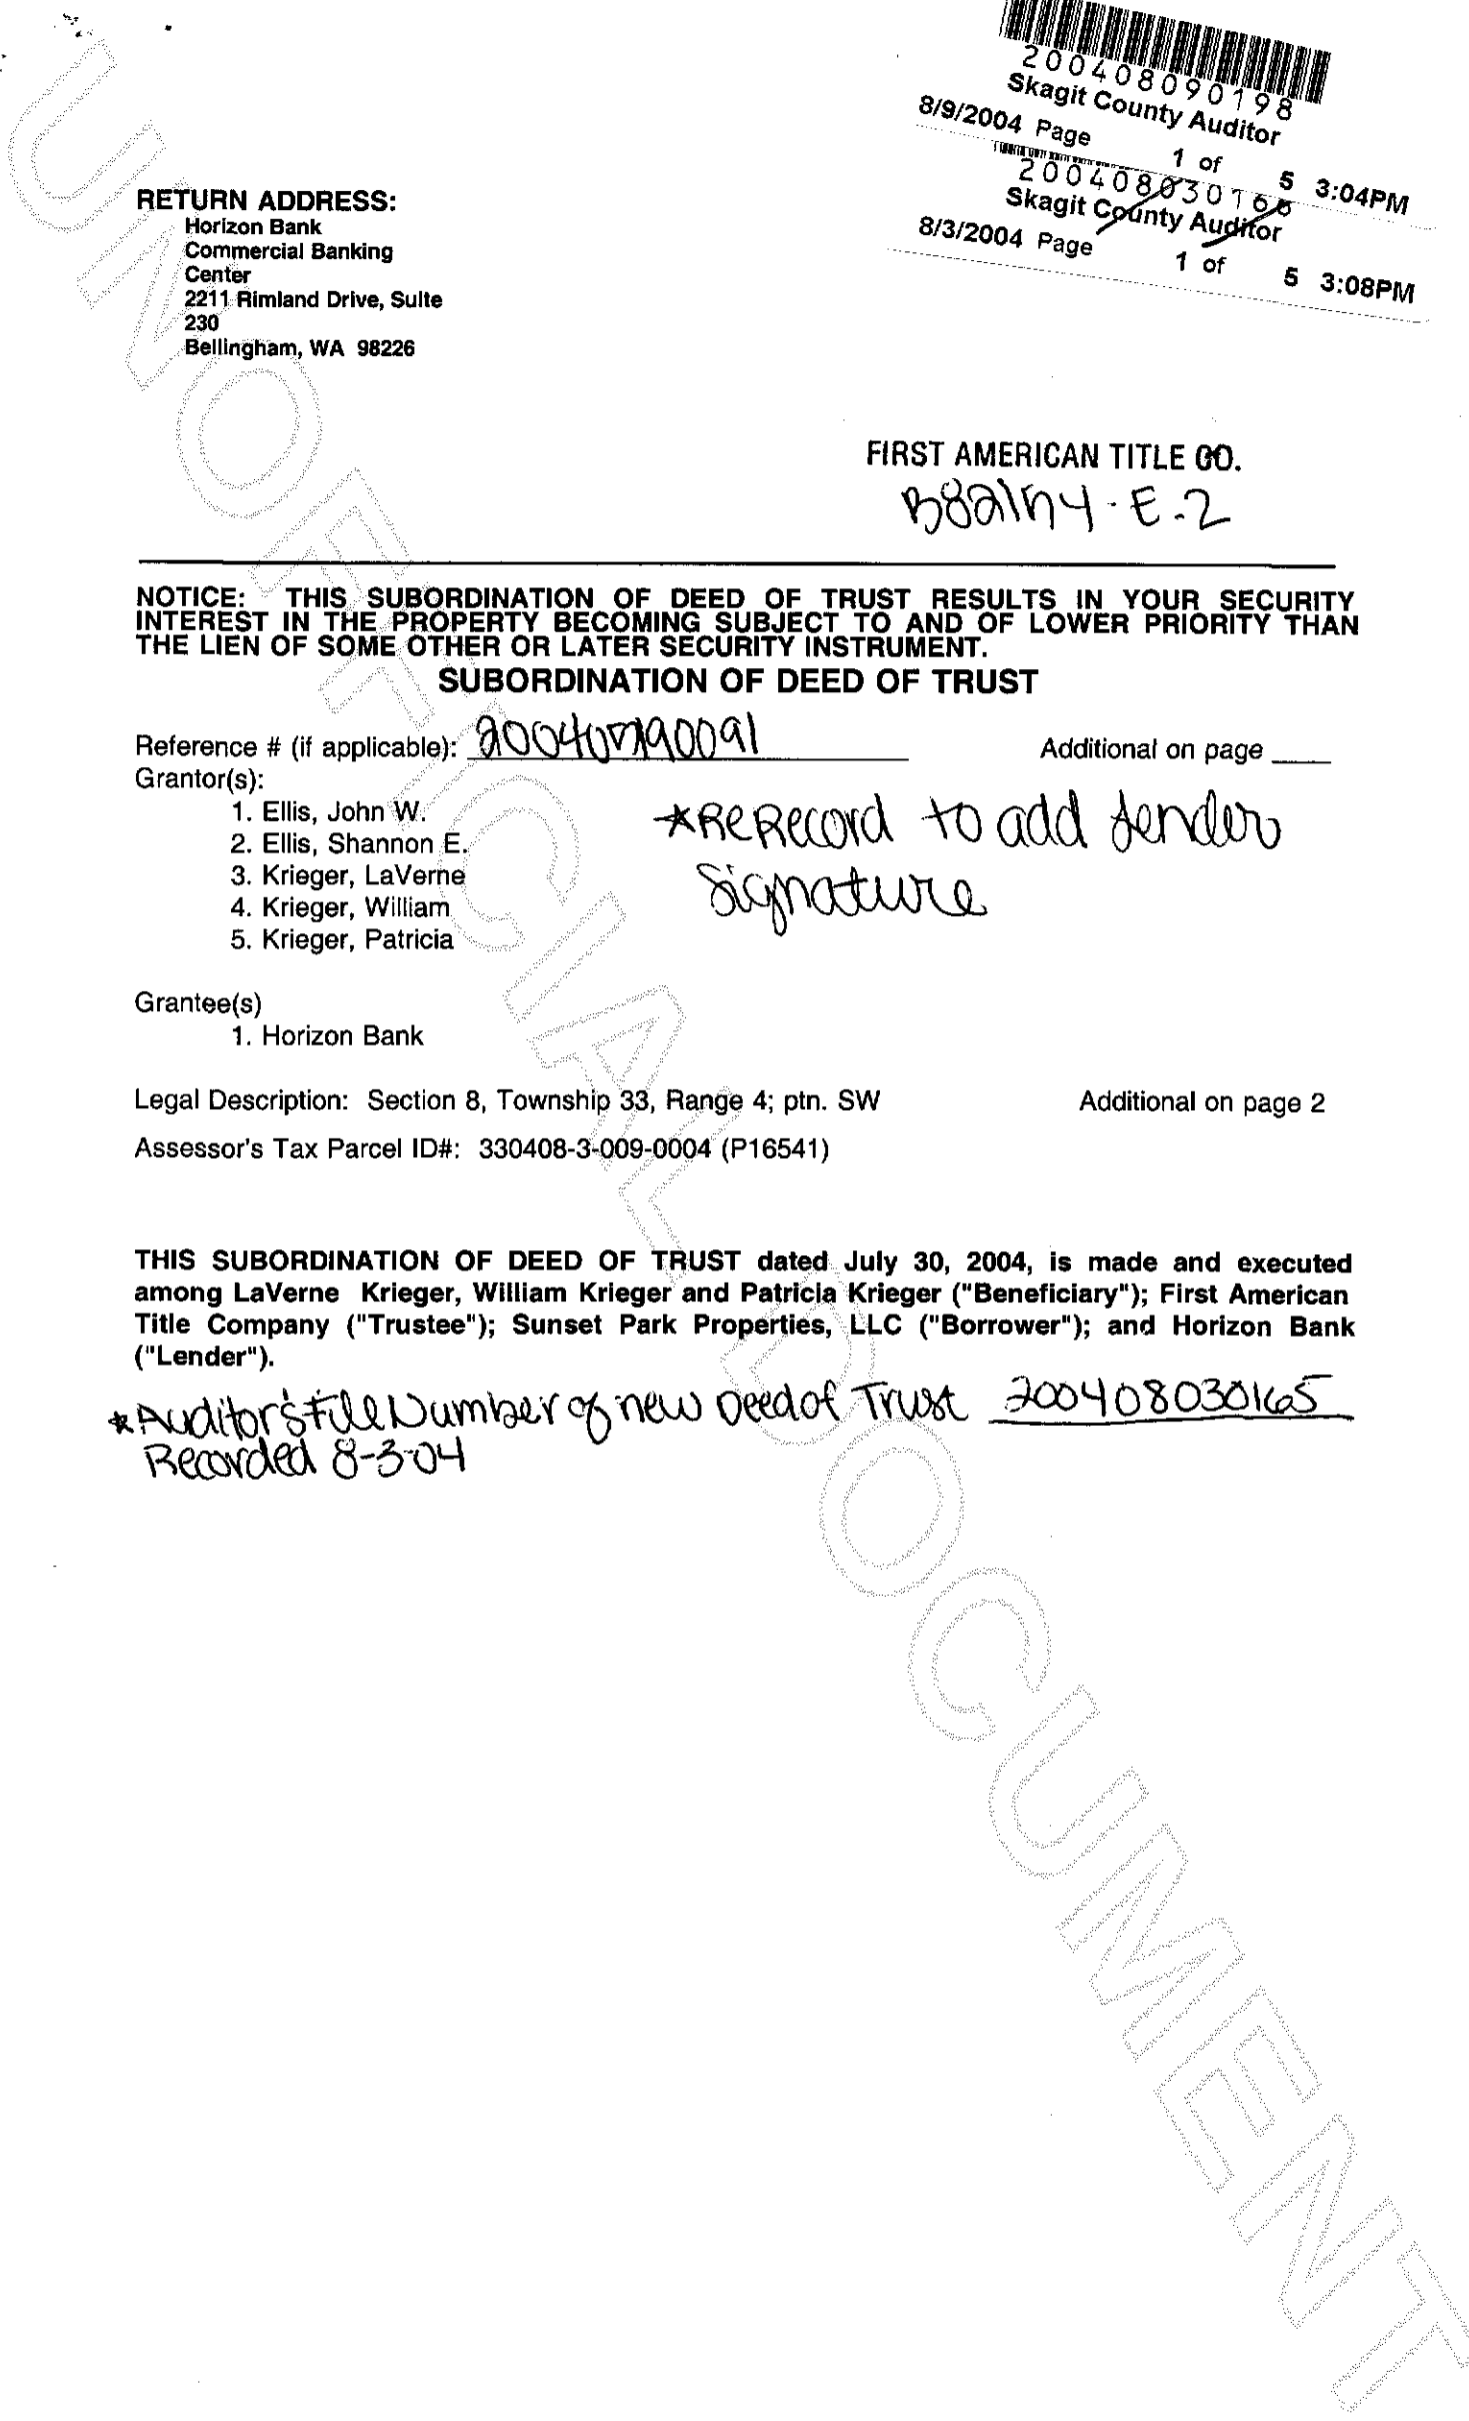 200408090198
Skagit County Auditor
8/9/2004 Page 1 of 5 3:04PM
Skagit County Auditor
8/3/2004 Page 1 of 5 3:08PM
RETURN ADDRESS:
Horizon Bank
Commercial Banking
Center
2211 Rimland Drive, Suite
230
Bellingham, WA 98226
FIRST AMERICAN TITLE CO.
NOTICE: THIS SUBORDINATION OF DEED OF TRUST RESULTS IN YOUR SECURITY
INTEREST IN THE PROPERTY BECOMING SUBJECT TO AND OF LOWER PRIORITY THAN
THE LIEN OF SOME OTHER OR LATER SECURITY INSTRUMENT.
SUBORDINATION OF DEED OF TRUST
Reference # (if applicable): 200407190091 Additional on page ____
Grantor(s):
1. Ellis, John W.
2. Ellis, Shannon E.
3. Krieger, LaVerne
4. Krieger, William
5. Krieger, Patricia
*ReRecord to add lender
Signature
Grantee(s)
1. Horizon Bank
Legal Description: Section 8, Township 33, Range 4; ptn. SW Additional on page 2
Assessor's Tax Parcel ID#: 330408-3-009-0004 (P16541)
THIS SUBORDINATION OF DEED OF TRUST dated July 30, 2004, is made and executed
among LaVerne Krieger, William Krieger and Patricia Krieger ("Beneficiary"); First American
Title Company ("Trustee"); Sunset Park Properties, LLC ("Borrower"); and Horizon Bank
("Lender").
*Auditor's File Number of new Deed of Trust 200408030165
Recorded 8-3-04
UNOFFICIAL DOCUMENT